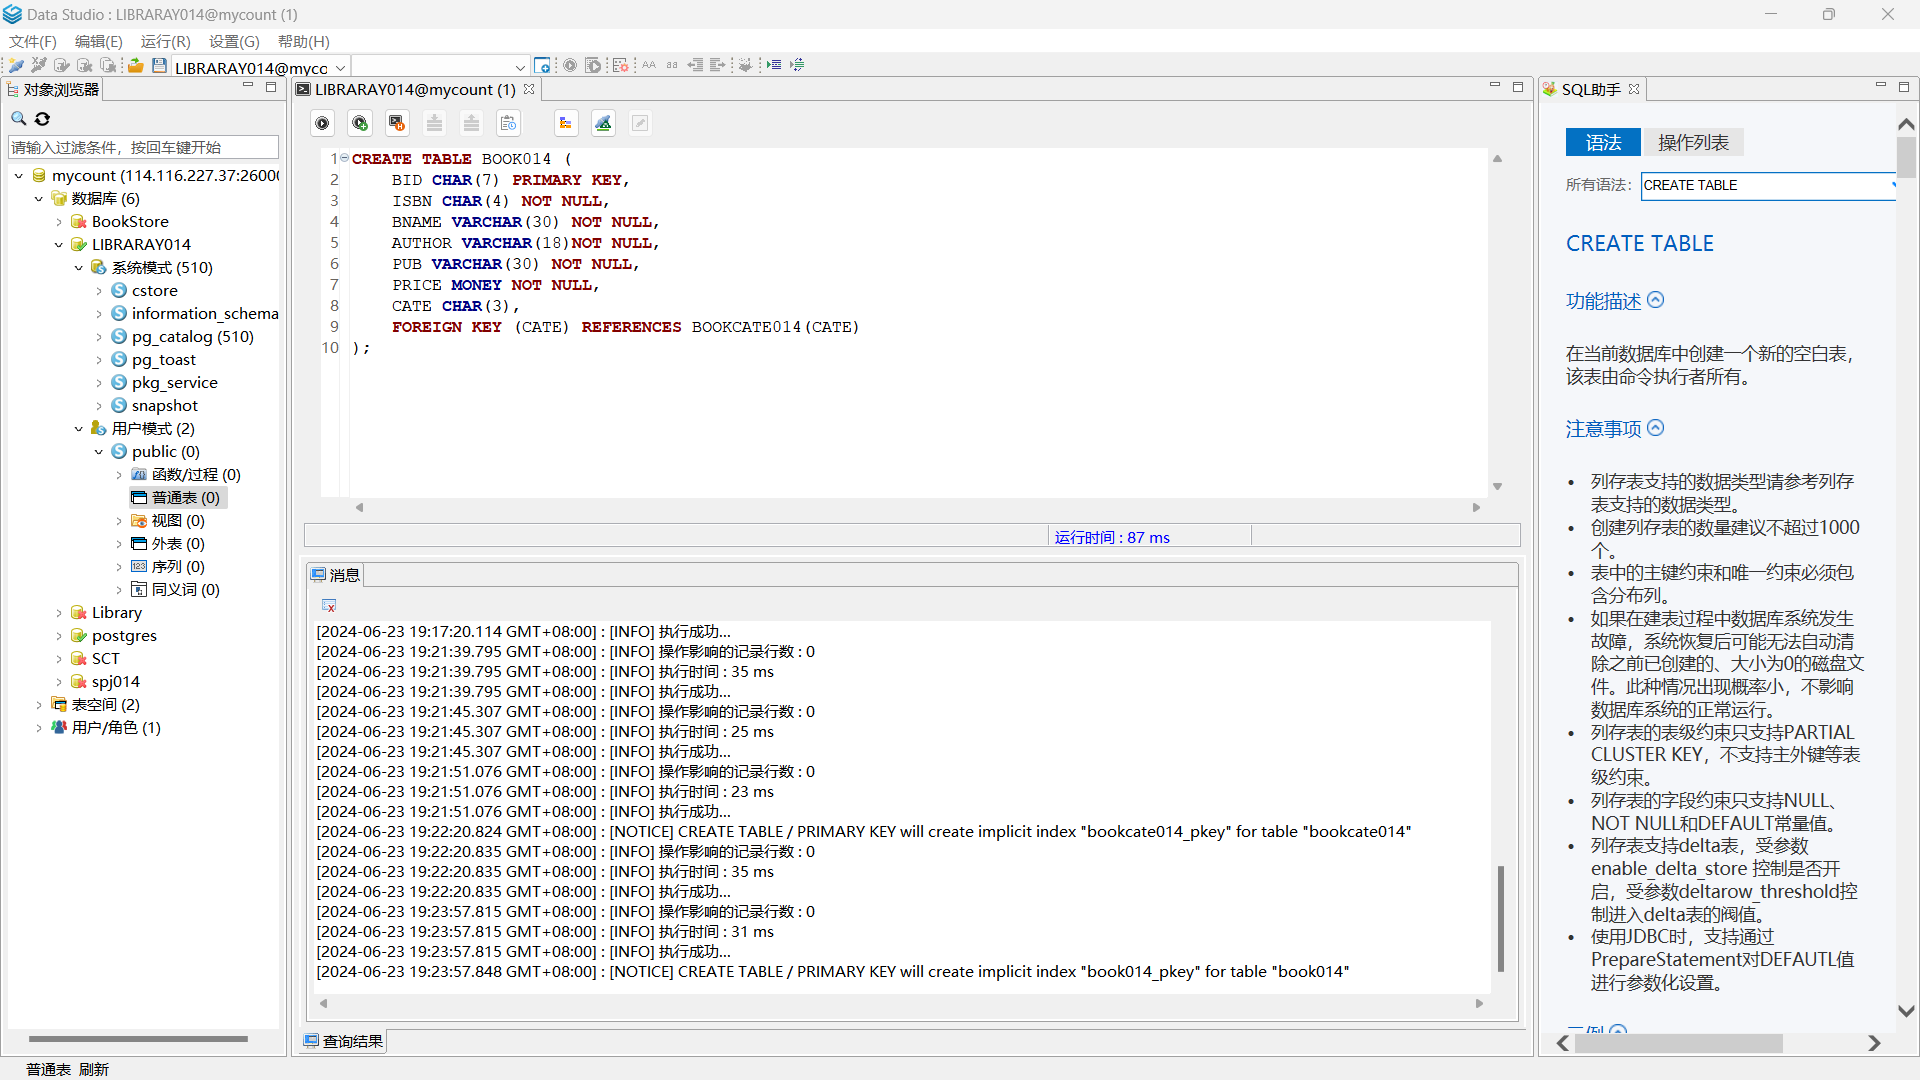 Data Studio : LIBRARAY014@mycount (1)
文件(F) 编辑(E) 运行(R) 设置(G) 帮助(H)
LIBRARAY014@myco
对象浏览器
请输入过滤条件，按回车键开始
mycount (114.116.227.37:2600
数据库 (6)
BookStore
LIBRARAY014
系统模式 (510)
cstore
information_schema
pg_catalog (510)
pg_toast
pkg_service
snapshot
用户模式 (2)
public (0)
函数/过程 (0)
普通表 (0)
视图 (0)
外表 (0)
序列 (0)
同义词 (0)
Library
postgres
SCT
spj014
表空间 (2)
用户/角色 (1)
LIBRARAY014@mycount (1)
1 CREATE TABLE BOOK014 (
2 BID CHAR(7) PRIMARY KEY,
3 ISBN CHAR(4) NOT NULL,
4 BNAME VARCHAR(30) NOT NULL,
5 AUTHOR VARCHAR(18)NOT NULL,
6 PUB VARCHAR(30) NOT NULL,
7 PRICE MONEY NOT NULL,
8 CATE CHAR(3),
9 FOREIGN KEY (CATE) REFERENCES BOOKCATE014(CATE)
10 );
运行时间 : 87 ms
消息
[2024-06-23 19:17:20.114 GMT+08:00] : [INFO] 执行成功...
[2024-06-23 19:21:39.795 GMT+08:00] : [INFO] 操作影响的记录行数 : 0
[2024-06-23 19:21:39.795 GMT+08:00] : [INFO] 执行时间 : 35 ms
[2024-06-23 19:21:39.795 GMT+08:00] : [INFO] 执行成功...
[2024-06-23 19:21:45.307 GMT+08:00] : [INFO] 操作影响的记录行数 : 0
[2024-06-23 19:21:45.307 GMT+08:00] : [INFO] 执行时间 : 25 ms
[2024-06-23 19:21:45.307 GMT+08:00] : [INFO] 执行成功...
[2024-06-23 19:21:51.076 GMT+08:00] : [INFO] 操作影响的记录行数 : 0
[2024-06-23 19:21:51.076 GMT+08:00] : [INFO] 执行时间 : 23 ms
[2024-06-23 19:21:51.076 GMT+08:00] : [INFO] 执行成功...
[2024-06-23 19:22:20.824 GMT+08:00] : [NOTICE] CREATE TABLE / PRIMARY KEY will create implicit index "bookcate014_pkey" for table "bookcate014"
[2024-06-23 19:22:20.835 GMT+08:00] : [INFO] 操作影响的记录行数 : 0
[2024-06-23 19:22:20.835 GMT+08:00] : [INFO] 执行时间 : 35 ms
[2024-06-23 19:22:20.835 GMT+08:00] : [INFO] 执行成功...
[2024-06-23 19:23:57.815 GMT+08:00] : [INFO] 操作影响的记录行数 : 0
[2024-06-23 19:23:57.815 GMT+08:00] : [INFO] 执行时间 : 31 ms
[2024-06-23 19:23:57.815 GMT+08:00] : [INFO] 执行成功...
[2024-06-23 19:23:57.848 GMT+08:00] : [NOTICE] CREATE TABLE / PRIMARY KEY will create implicit index "book014_pkey" for table "book014"
查询结果
SQL助手
语法 操作列表
所有语法: CREATE TABLE
CREATE TABLE
功能描述
在当前数据库中创建一个新的空白表，
该表由命令执行者所有。
注意事项
• 列存表支持的数据类型请参考列存
表支持的数据类型。
• 创建列存表的数量建议不超过1000
个。
• 表中的主键约束和唯一约束必须包
含分布列。
• 如果在建表过程中数据库系统发生
故障，系统恢复后可能无法自动清
除之前已创建的、大小为0的磁盘文
件。此种情况出现概率小，不影响
数据库系统的正常运行。
• 列存表的表级约束只支持PARTIAL
CLUSTER KEY，不支持主外键等表
级约束。
• 列存表的字段约束只支持NULL、
NOT NULL和DEFAULT常量值。
• 列存表支持delta表，受参数
enable_delta_store 控制是否开
启，受参数deltarow_threshold控
制进入delta表的阀值。
• 使用JDBC时，支持通过
PrepareStatement对DEFAUTL值
进行参数化设置。
普通表 刷新